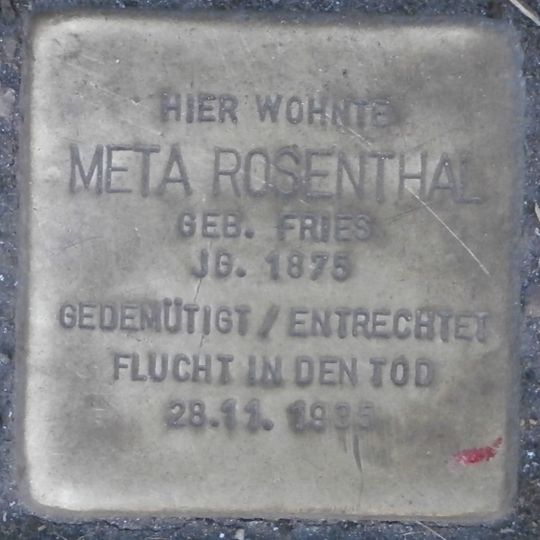 HIER WOHNTE
META ROSENTHAL
GEB. FRIES
JG. 1875
GEDEMÜTIGT / ENTRECHTET
FLUCHT IN DEN TOD
28.11. 1935